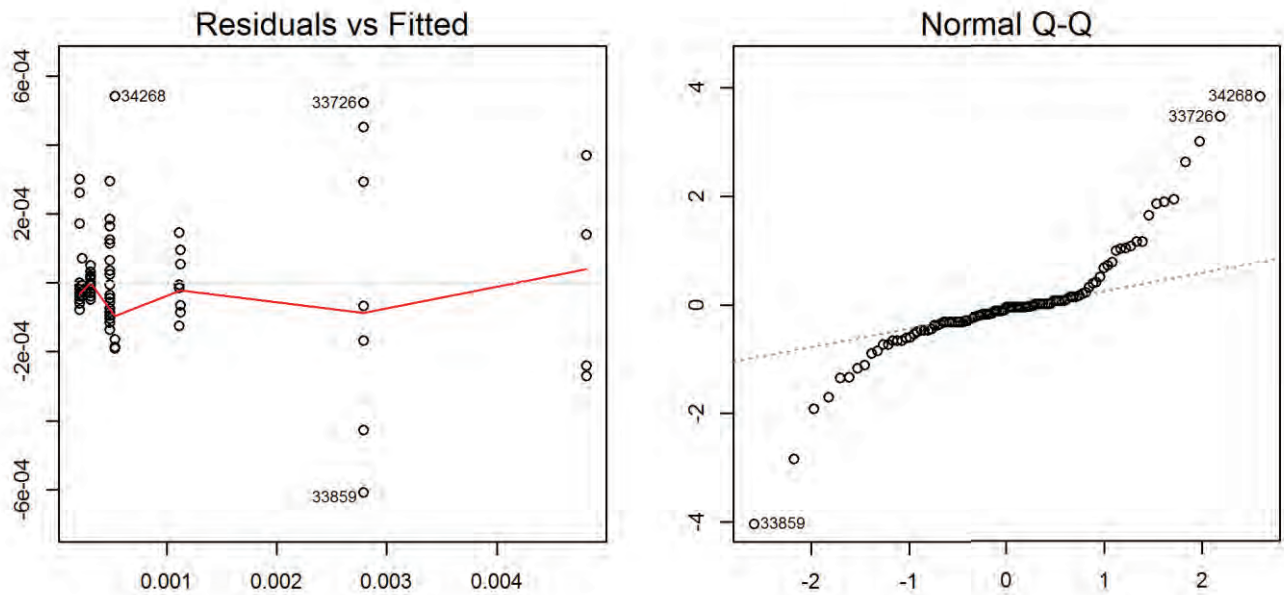 Residuals vs Fitted
6e-04
2e-04
-2e-04
-6e-04
34268
33726
33859
0.001 0.002 0.003 0.004
Normal Q-Q
4
2
0
-2
-4
34268
33726
33859
-2 -1 0 1 2